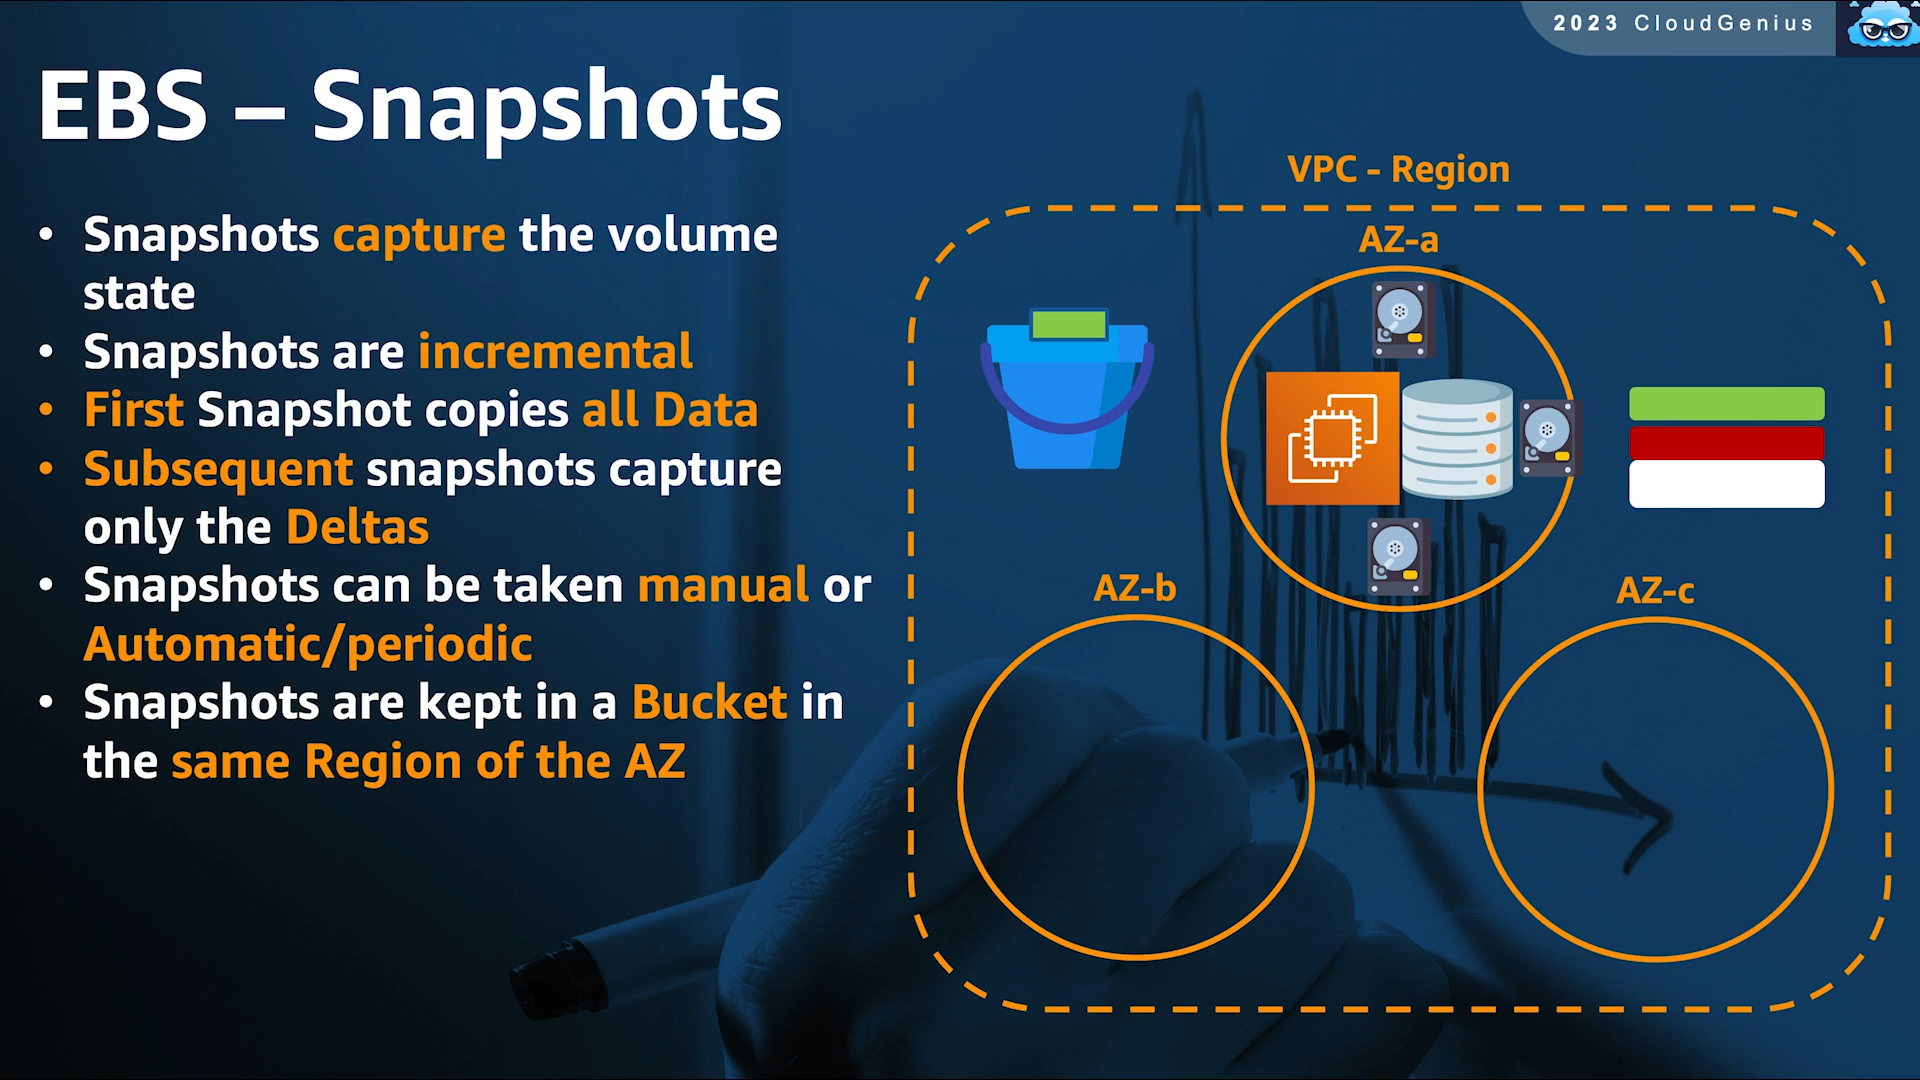 2023 CloudGenius
EBS – Snapshots
• Snapshots capture the volume
state
• Snapshots are incremental
• First Snapshot copies all Data
• Subsequent snapshots capture
only the Deltas
• Snapshots can be taken manual or
Automatic/periodic
• Snapshots are kept in a Bucket in
the same Region of the AZ
VPC - Region
AZ-a
AZ-b
AZ-c